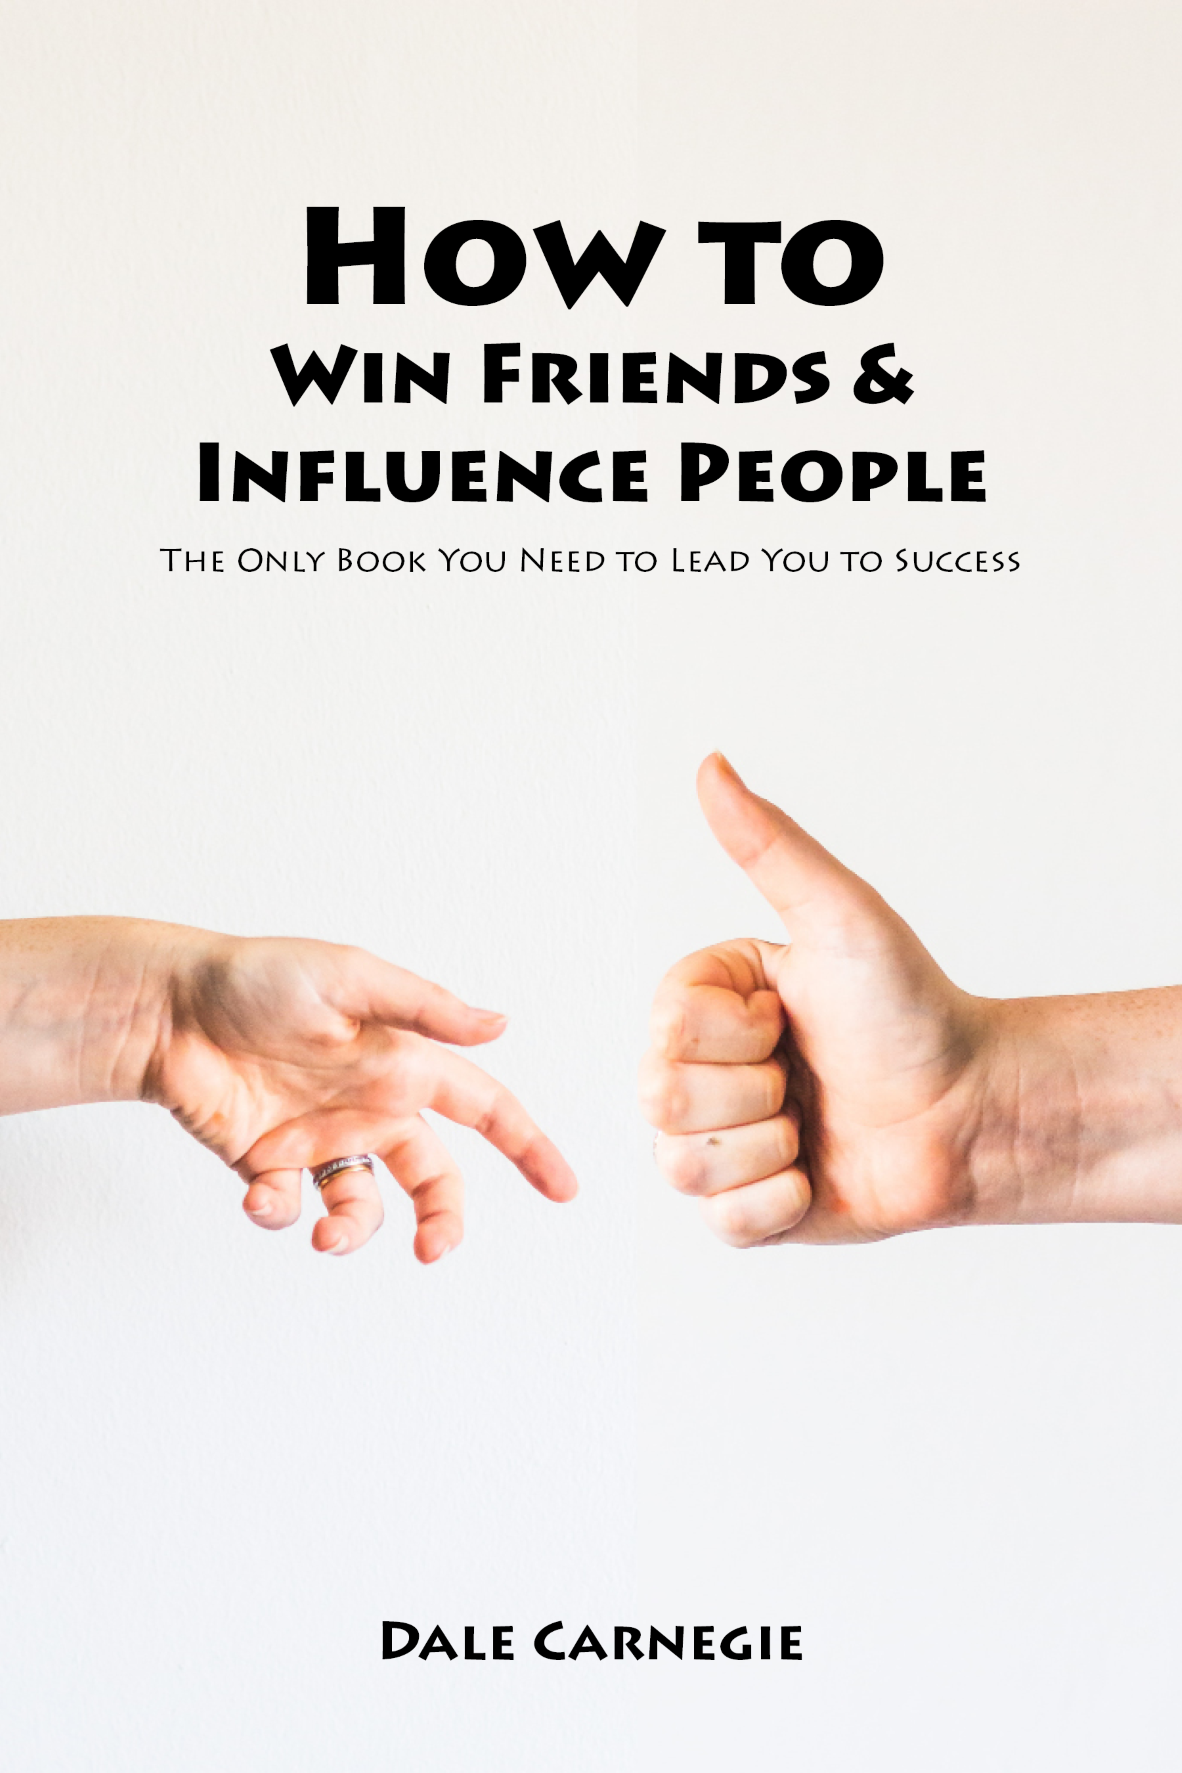 How to
Win Friends &
Influence People
The Only Book You Need to Lead You to Success
Dale Carnegie